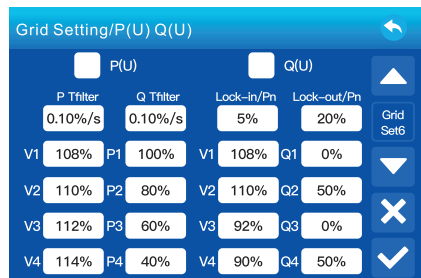 Grid Setting/P(U) Q(U)
P(U) Q(U)
P Tfilter Q Tfilter Lock-in/Pn Lock-out/Pn
0.10%/s 0.10%/s 5% 20%
Grid
Set6
V1 108% P1 100% V1 108% Q1 0%
V2 110% P2 80% V2 110% Q2 50%
V3 112% P3 60% V3 92% Q3 0%
V4 114% P4 40% V4 90% Q4 50%